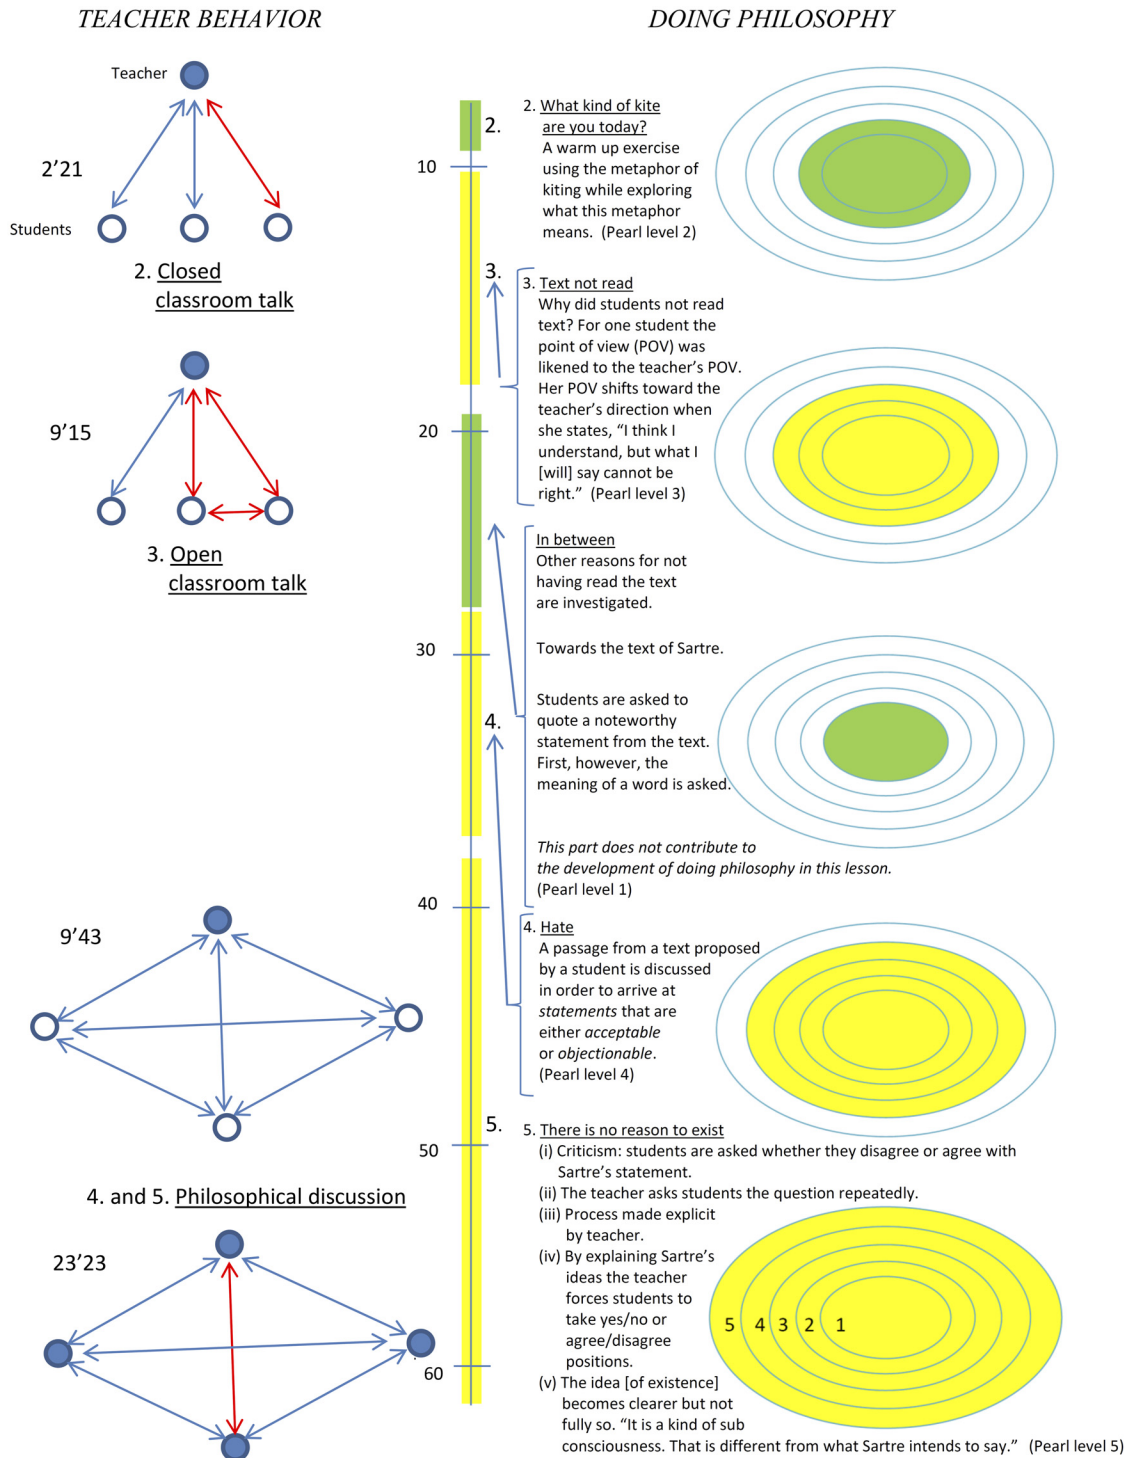 TEACHER BEHAVIOR
DOING PHILOSOPHY
Teacher
2’21
Students
2. Closed
classroom talk
9’15
3. Open
classroom talk
9’43
4. and 5. Philosophical discussion
23’23
2.
10
3.
20
30
4.
40
5.
50
60
2. What kind of kite
are you today?
A warm up exercise
using the metaphor of
kiting while exploring
what this metaphor
means. (Pearl level 2)
3. Text not read
Why did students not read
text? For one student the
point of view (POV) was
likened to the teacher’s POV.
Her POV shifts toward the
teacher’s direction when
she states, “I think I
understand, but what I
[will] say cannot be
right.” (Pearl level 3)
In between
Other reasons for not
having read the text
are investigated.
Towards the text of Sartre.
Students are asked to
quote a noteworthy
statement from the text.
First, however, the
meaning of a word is asked.
This part does not contribute to
the development of doing philosophy in this lesson.
(Pearl level 1)
4. Hate
A passage from a text proposed
by a student is discussed
in order to arrive at
statements that are
either acceptable
or objectionable.
(Pearl level 4)
5. There is no reason to exist
(i) Criticism: students are asked whether they disagree or agree with
Sartre’s statement.
(ii) The teacher asks students the question repeatedly.
(iii) Process made explicit
by teacher.
(iv) By explaining Sartre’s
ideas the teacher
forces students to
take yes/no or
agree/disagree
positions.
(v) The idea [of existence]
becomes clearer but not
fully so. “It is a kind of sub
consciousness. That is different from what Sartre intends to say.” (Pearl level 5)
5 4 3 2 1